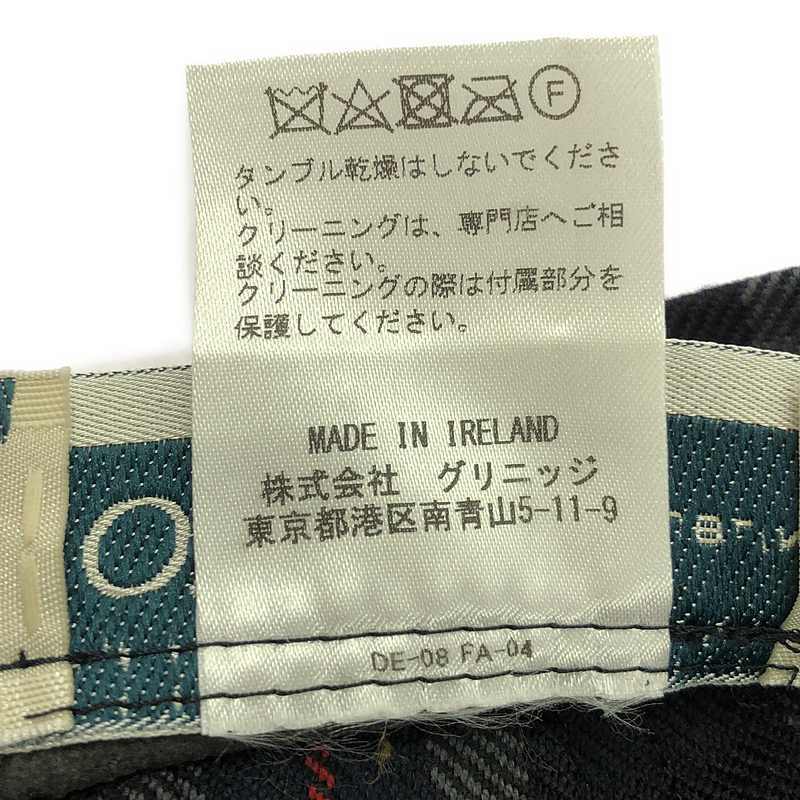 F
タンブル乾燥はしないでくださ
い。
クリーニングは、専門店へご相
談ください。
クリーニングの際は付属部分を
保護してください。
MADE IN IRELAND
株式会社 グリニッジ
東京都港区南青山5-11-9
O
DE-08 FA-04